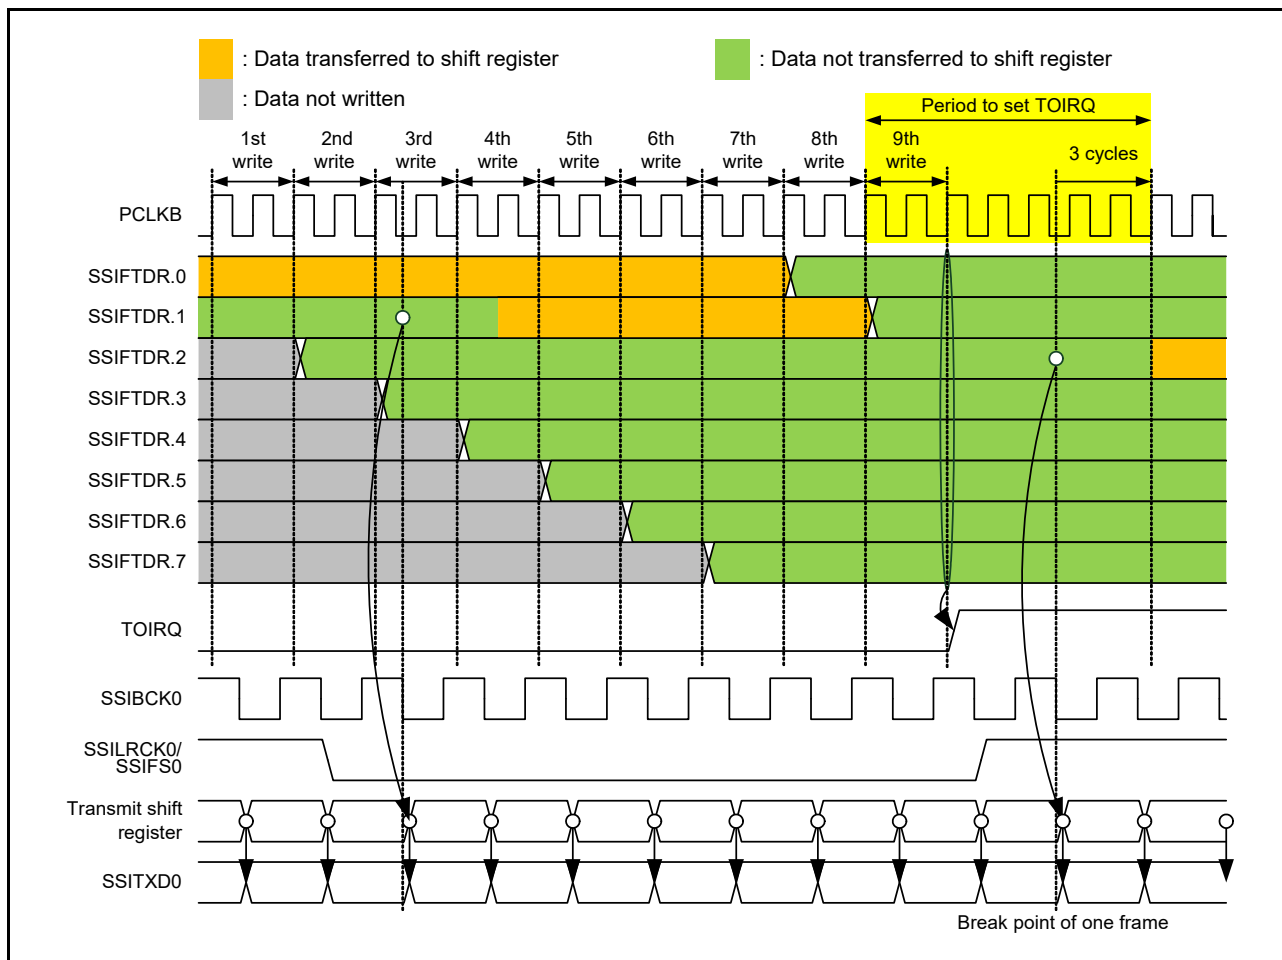 : Data transferred to shift register
: Data not transferred to shift register
: Data not written
Period to set TOIRQ
1st
write
2nd
write
3rd
write
4th
write
5th
write
6th
write
7th
write
8th
write
9th
write
3 cycles
PCLKB
SSIFTDR.0
SSIFTDR.1
SSIFTDR.2
SSIFTDR.3
SSIFTDR.4
SSIFTDR.5
SSIFTDR.6
SSIFTDR.7
TOIRQ
SSIBCK0
SSILRCK0/
SSIFS0
Transmit shift
register
SSITXD0
Break point of one frame